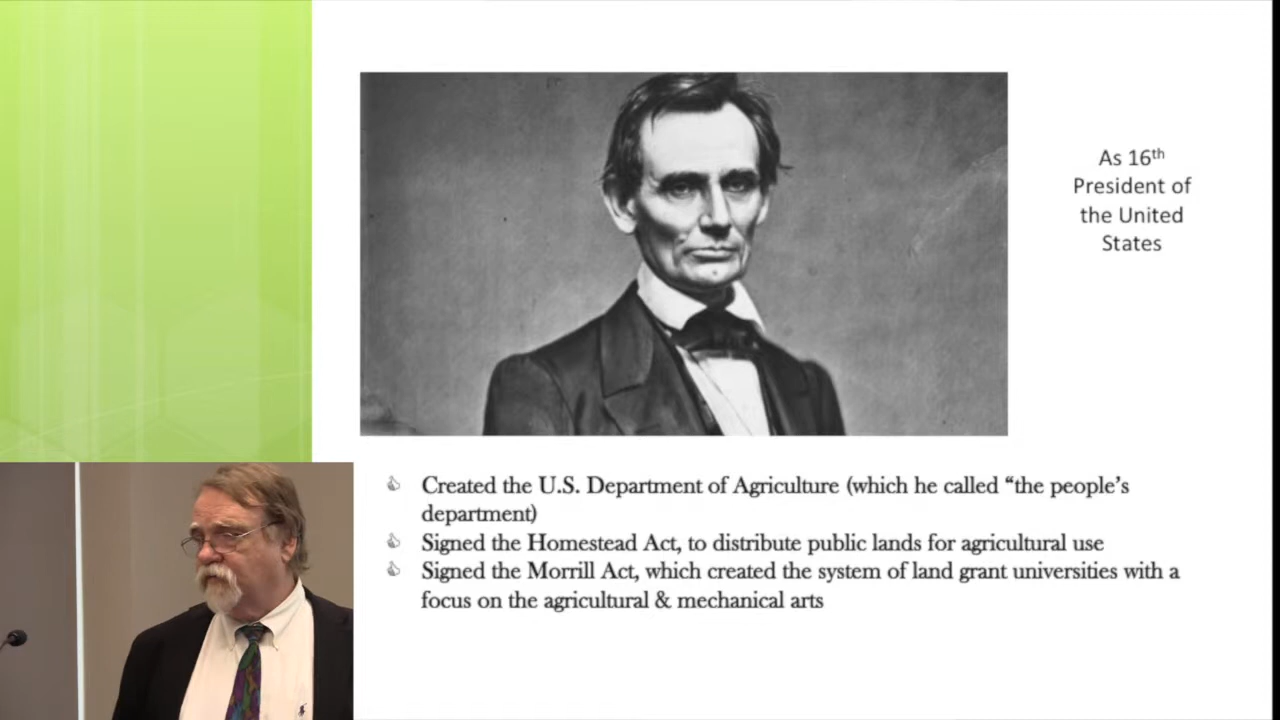 As 16th
President of
the United
States
Created the U.S. Department of Agriculture (which he called “the people’s
department)
Signed the Homestead Act, to distribute public lands for agricultural use
Signed the Morrill Act, which created the system of land grant universities with a
focus on the agricultural & mechanical arts